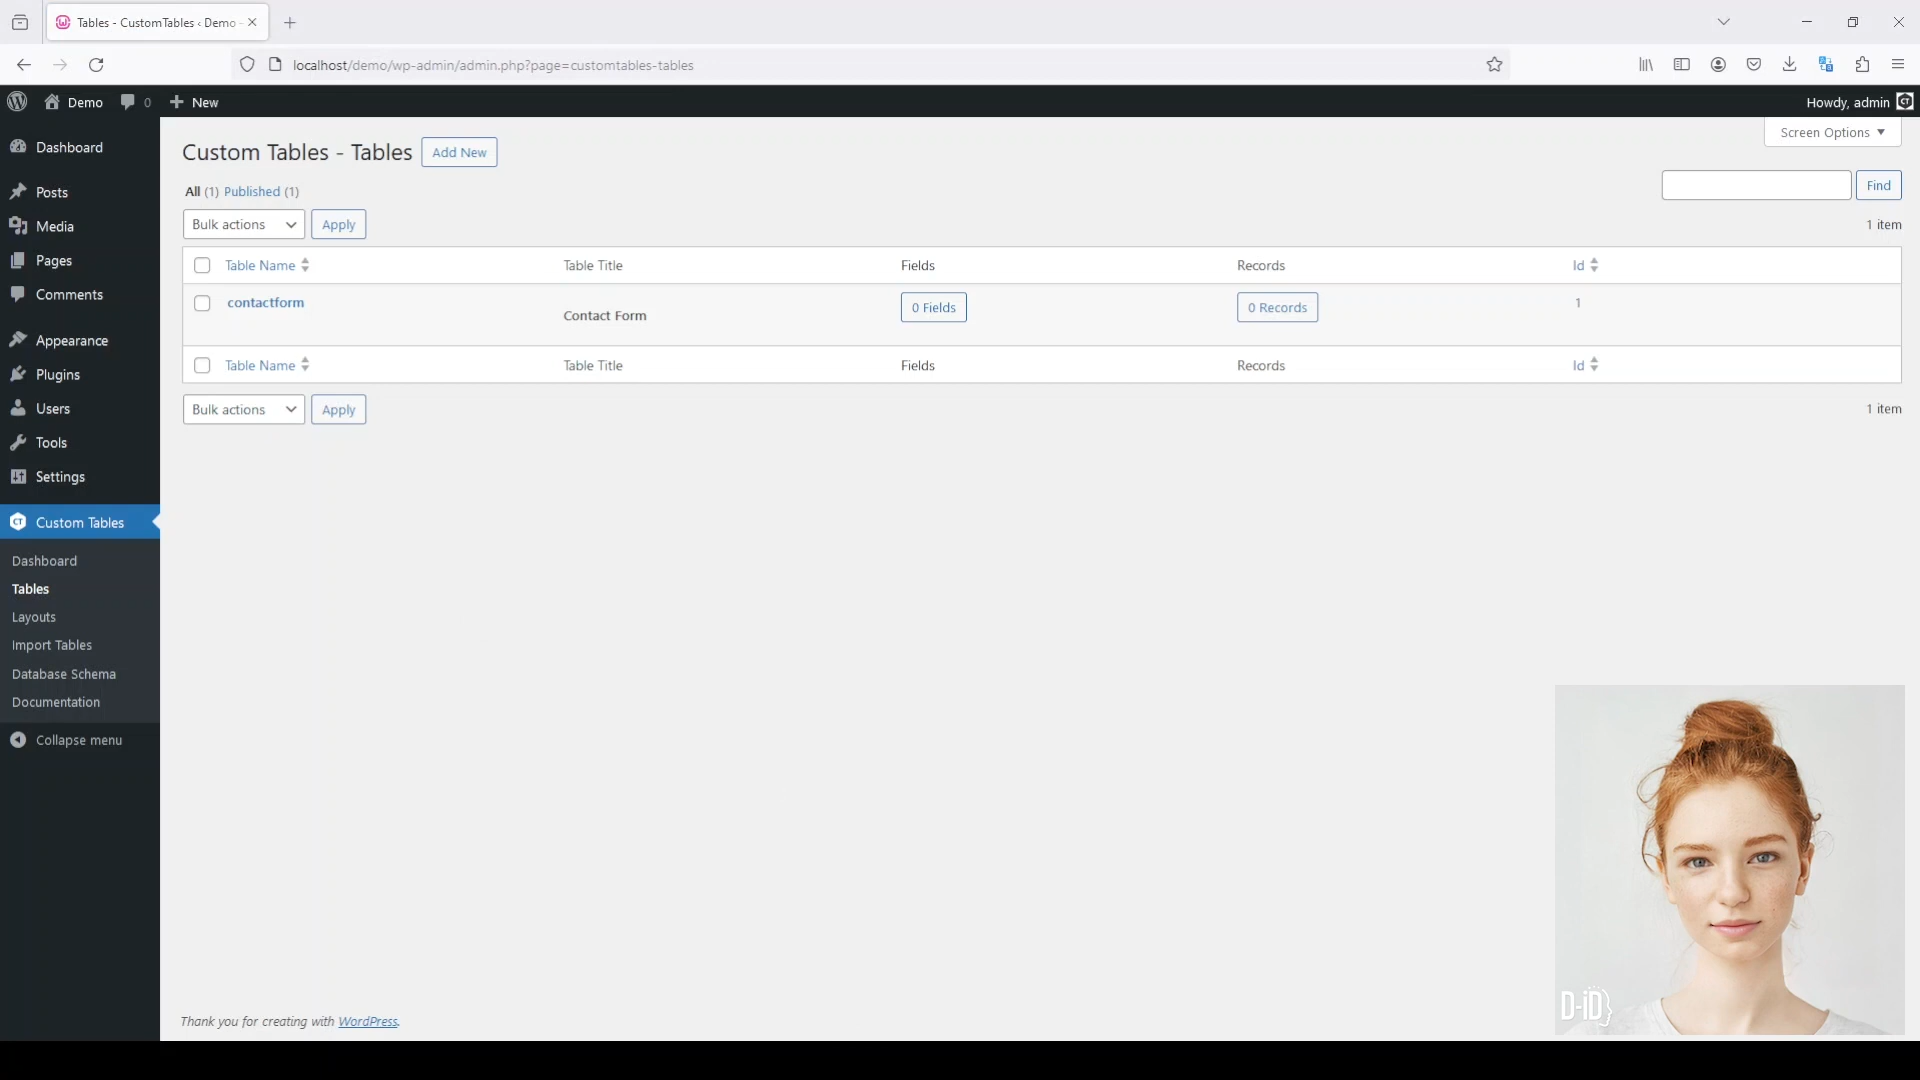 Tables - CustomTables ‹ Demo -
localhost/demo/wp-admin/admin.php?page=customtables-tables
Demo 0 New
Howdy, admin
Screen Options
Dashboard
Posts
Media
Pages
Comments
Appearance
Plugins
Users
Tools
Settings
Custom Tables
Dashboard
Tables
Layouts
Import Tables
Database Schema
Documentation
Collapse menu
Custom Tables - Tables Add New
All (1) Published (1)
Find
Bulk actions Apply
1 item
Table Name Table Title Fields Records Id
contactform Contact Form 0 Fields 0 Records 1
Table Name Table Title Fields Records Id
Bulk actions Apply
1 item
Thank you for creating with WordPress.
D-iD